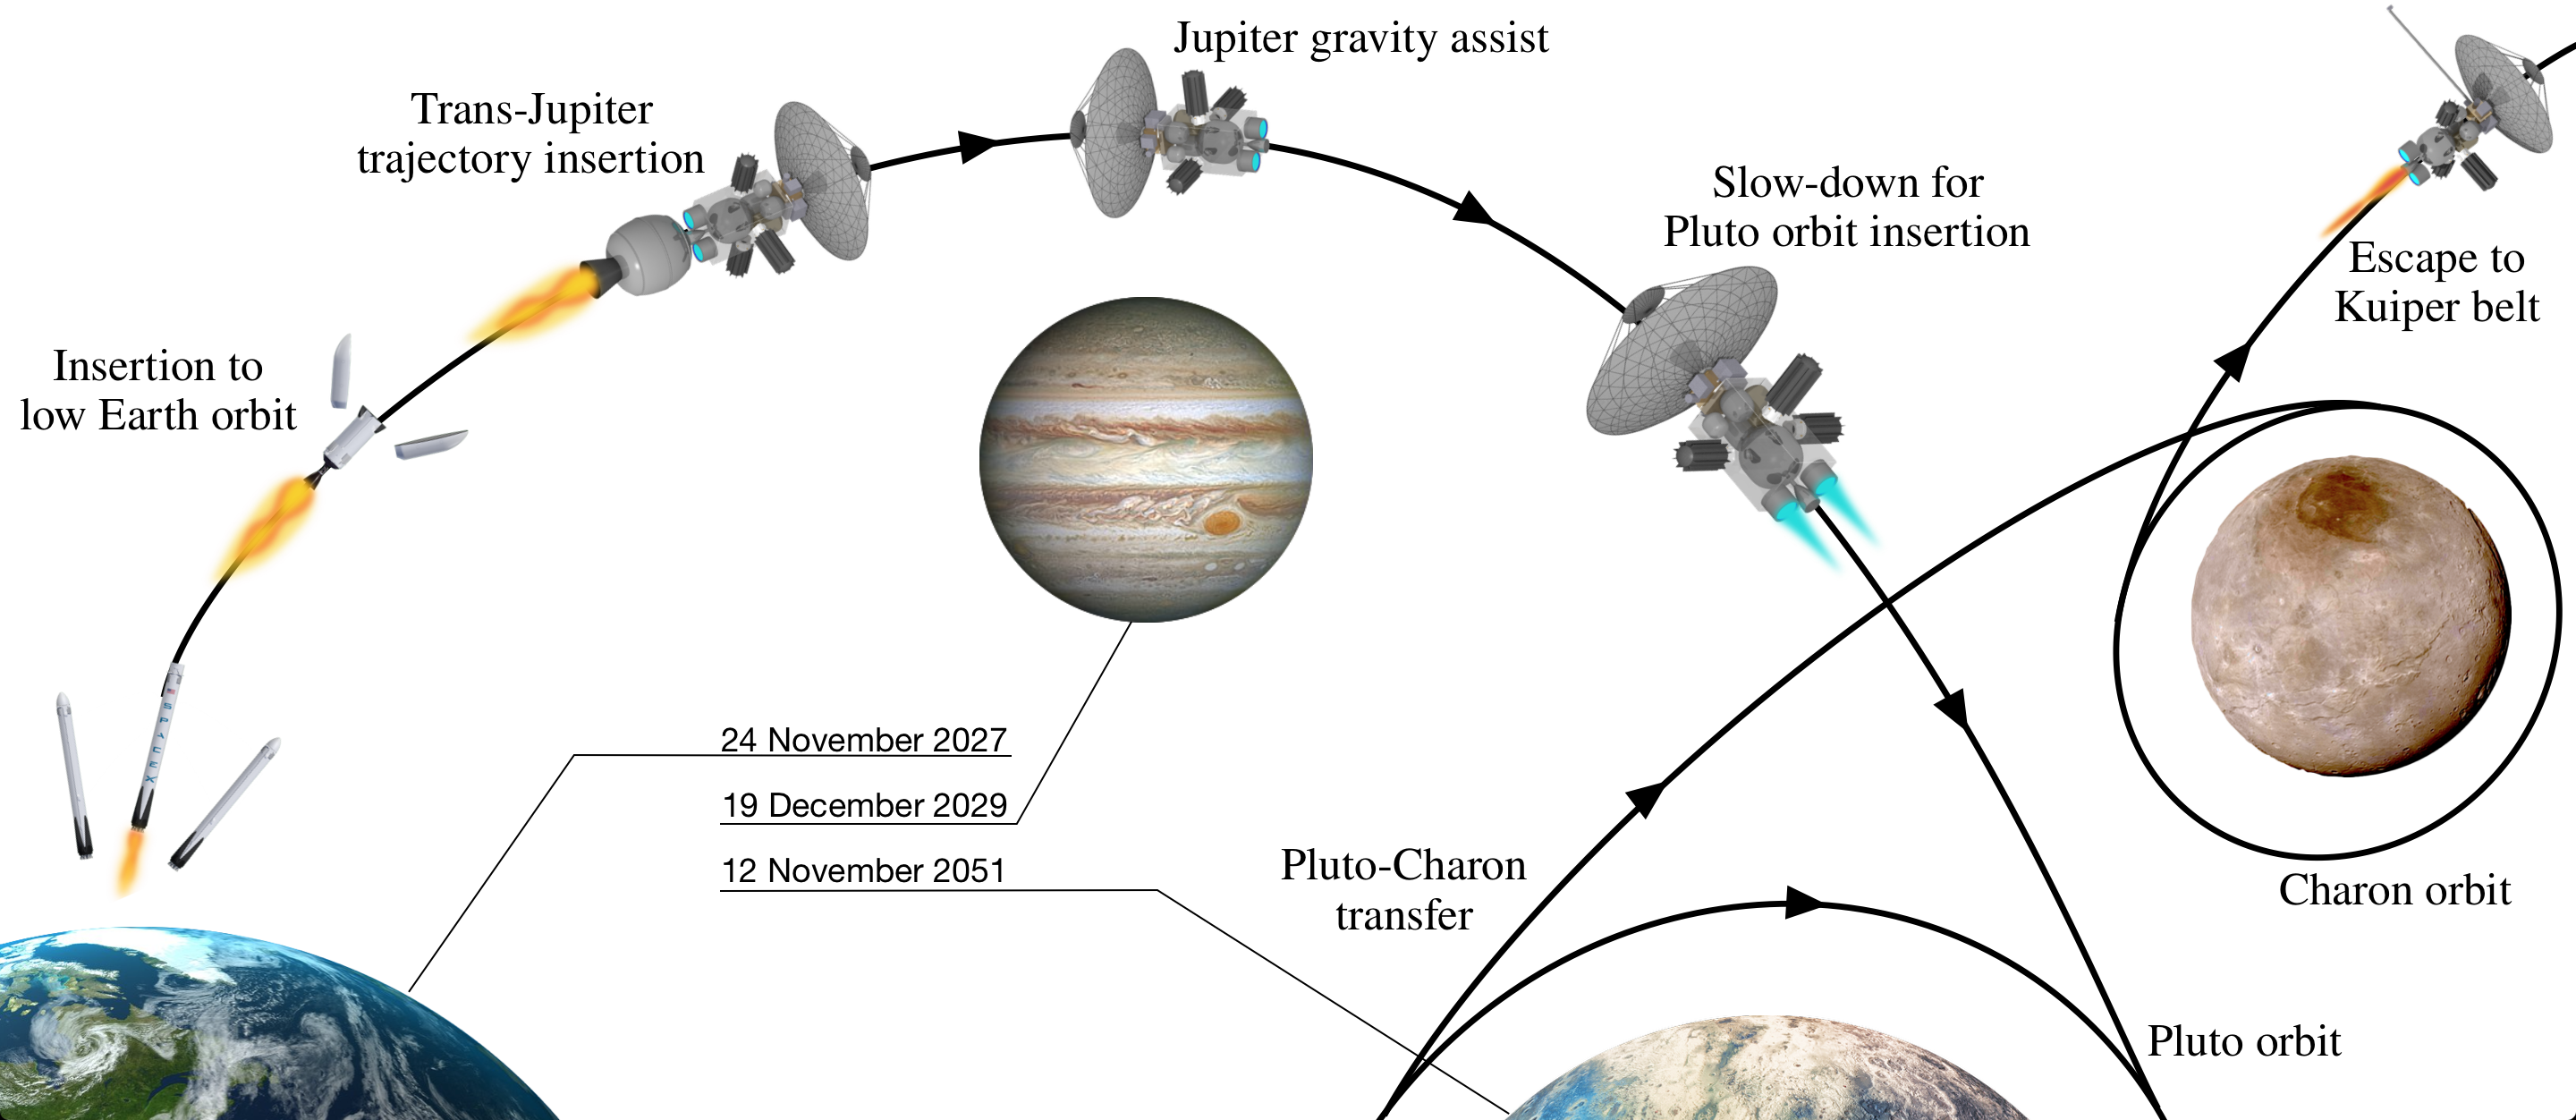 Jupiter gravity assist
Trans-Jupiter
trajectory insertion
Slow-down for
Pluto orbit insertion
Escape to
Kuiper belt
Insertion to
low Earth orbit
SPACEX
24 November 2027
19 December 2029
12 November 2051
Pluto-Charon
transfer
Charon orbit
Pluto orbit